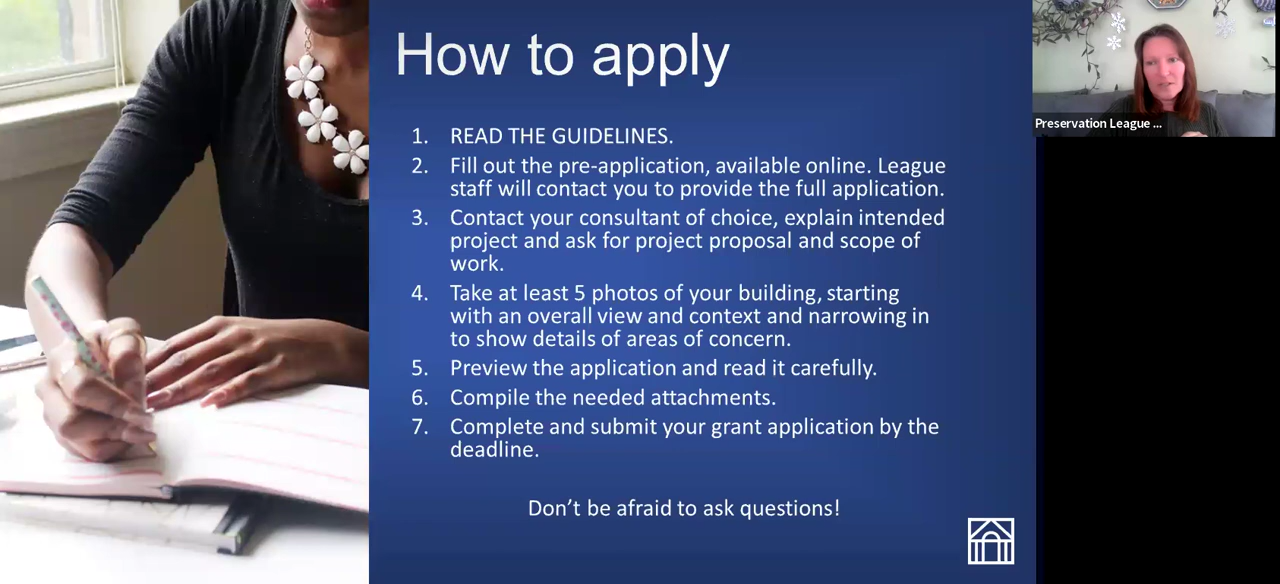 How to apply
1. READ THE GUIDELINES.
2. Fill out the pre-application, available online. League
staff will contact you to provide the full application.
3. Contact your consultant of choice, explain intended
project and ask for project proposal and scope of
work.
4. Take at least 5 photos of your building, starting
with an overall view and context and narrowing in
to show details of areas of concern.
5. Preview the application and read it carefully.
6. Compile the needed attachments.
7. Complete and submit your grant application by the
deadline.
Don’t be afraid to ask questions!
Preservation League ...